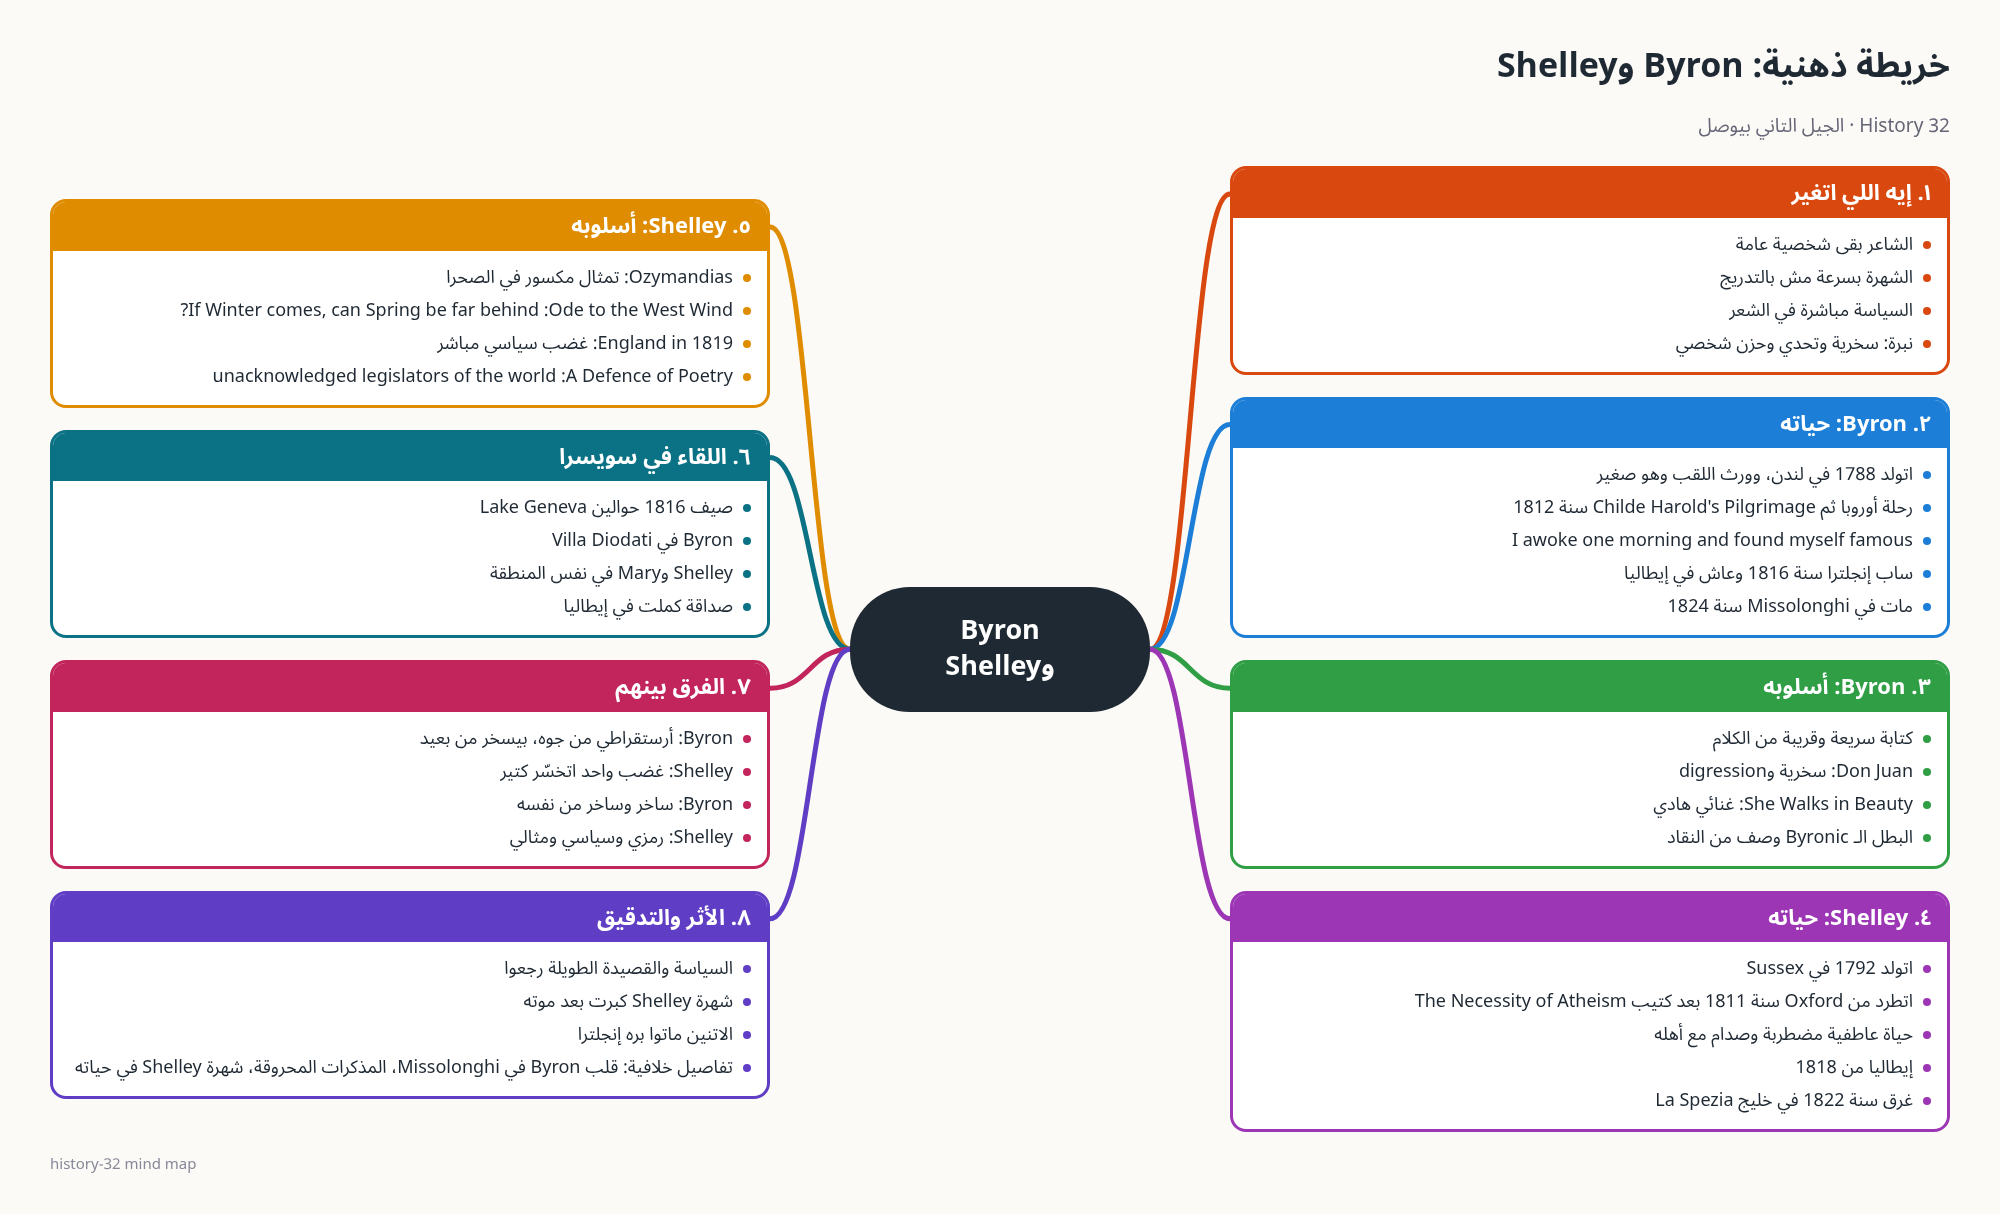 خريطة ذهنية: Byron وShelley
History 32 · الجيل التاني بيوصل
١. إيه اللي اتغير
الشاعر بقى شخصية عامة
الشهرة بسرعة مش بالتدريج
السياسة مباشرة في الشعر
نبرة: سخرية وتحدي وحزن شخصي
٢. Byron: حياته
اتولد 1788 في لندن، وورث اللقب وهو صغير
رحلة أوروبا ثم Childe Harold's Pilgrimage سنة 1812
I awoke one morning and found myself famous
ساب إنجلترا سنة 1816 وعاش في إيطاليا
مات في Missolonghi سنة 1824
٣. Byron: أسلوبه
كتابة سريعة وقريبة من الكلام
Don Juan: سخرية وdigression
She Walks in Beauty: غنائي هادي
البطل الـ Byronic وصف من النقاد
٤. Shelley: حياته
اتولد 1792 في Sussex
اتطرد من Oxford سنة 1811 بعد كتيب The Necessity of Atheism
حياة عاطفية مضطربة وصدام مع أهله
إيطاليا من 1818
غرق سنة 1822 في خليج La Spezia
Byron
وShelley
٥. Shelley: أسلوبه
Ozymandias: تمثال مكسور في الصحرا
Ode to the West Wind: If Winter comes, can Spring be far behind?
England in 1819: غضب سياسي مباشر
A Defence of Poetry: unacknowledged legislators of the world
٦. اللقاء في سويسرا
صيف 1816 حوالين Lake Geneva
Byron في Villa Diodati
Shelley وMary في نفس المنطقة
صداقة كملت في إيطاليا
٧. الفرق بينهم
Byron: أرستقراطي من جوه، بيسخر من بعيد
Shelley: غضب واحد اتخسّر كتير
Byron: ساخر وساخر من نفسه
Shelley: رمزي وسياسي ومثالي
٨. الأثر والتدقيق
السياسة والقصيدة الطويلة رجعوا
شهرة Shelley كبرت بعد موته
الاتنين ماتوا بره إنجلترا
تفاصيل خلافية: قلب Byron في Missolonghi، المذكرات المحروقة، شهرة Shelley في حياته
history-32 mind map